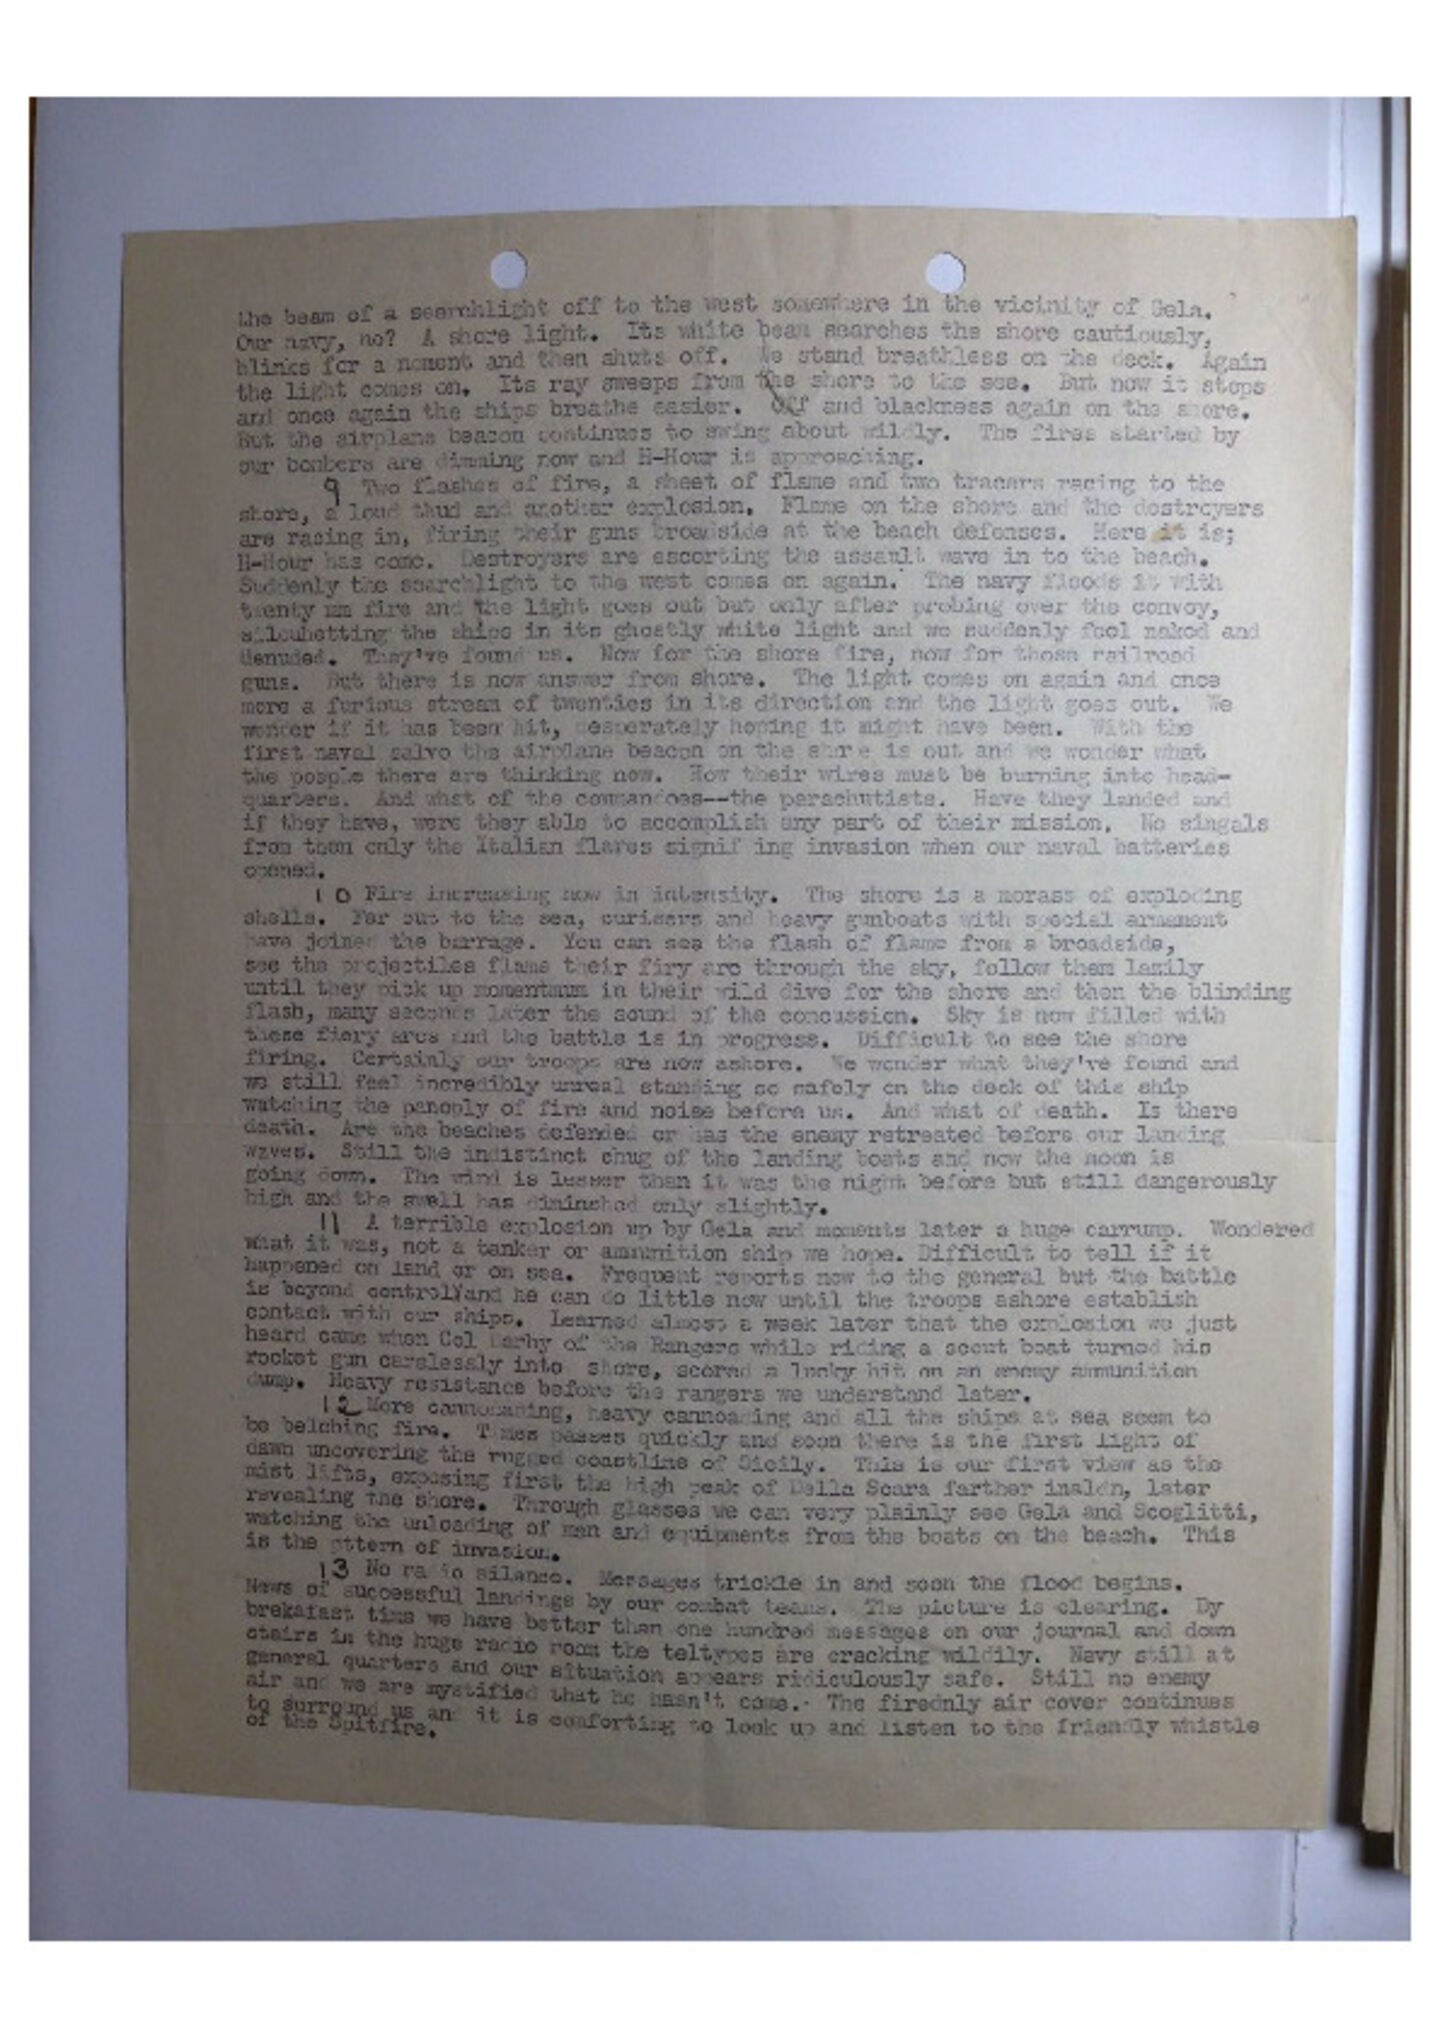 the beam of a searchlight off to the west somewhere in the vicinity of Gela.
Our navy, no? A shore light. Its white beam searches the shore cautiously,
blinks for a moment and then shuts off. We stand breathless on the deck. Again
the light comes on. Its ray sweeps from the shore to the sea. But now it stops
and once again the ships breathe easier. Off and blackness again on the shore.
But the airplane beacon continues to swing about wildly. The fires started by
our bombers are dimming now and H-Hour is approaching.
9 Two flashes of fire, a sheet of flame and two tracers racing to the
shore, a loud thud and another explosion. Flame on the shore and the destroyers
are racing in, firing their guns broadside at the beach defenses. Here it is;
H-Hour has come. Destroyers are escorting the assault wave in to the beach.
Suddenly the searchlight to the west comes on again. The navy floods it with
twenty mm fire and the light goes out but only after probing over the convoy,
silouhetting the ships in its ghostly white light and we suddenly feel naked and
denuded. They've found us. Now for the shore fire, now for those railroad
guns. But there is now answer from shore. The light comes on again and once
more a furious stream of twenties in its direction and the light goes out. We
wonder if it has been hit, desperately hoping it might have been. With the
first naval salvo the airplane beacon on the shore is out and we wonder what
the people there are thinking now. How their wires must be burning into head-
quarters. And what of the commandoes--the parachutists. Have they landed and
if they have, were they able to accomplish any part of their mission. No singals
from them only the Italian flares signif ing invasion when our naval batteries
opened.
10 Fire increasing now in intensity. The shore is a morass of exploding
shells. Far out to the sea, curisers and heavy gunboats with special armament
have joined the barrage. You can see the flash of flame from a broadside,
see the projectiles flame their firy arc through the sky, follow them lazily
until they pick up momentmum in their wild dive for the shore and then the blinding
flash, many seconds later the sound of the concussion. Sky is now filled with
these fiery arcs and the battle is in progress. Difficult to see the shore
firing. Certainly our troops are now ashore. We wonder what they've found and
we still feel incredibly unreal standing so safely on the deck of this ship
watching the panoply of fire and noise before us. And what of death. Is there
death. Are the beaches defended or has the enemy retreated before our landing
waves. Still the indistinct chug of the landing boats and now the moon is
going down. The wind is lesser than it was the night before but still dangerously
high and the swell has diminshed only slightly.
11 A terrible explosion up by Gela and moments later a huge carrump. Wondered
what it was, not a tanker or ammunition ship we hope. Difficult to tell if it
happened on land or on sea. Frequent reports now to the general but the battle
is beyond control and he can do little now until the troops ashore establish
contact with our ships. Learned almost a week later that the explosion we just
heard came when Col Darby of the Rangers while riding a scout boat turned his
rocket gun carelessly into shore, scored a lucky hit on an enemy ammunition
dump. Heavy resistance before the rangers we understand later.
12 More cannonading, heavy cannoading and all the ships at sea seem to
be belching fire. Times passes quickly and soon there is the first light of
dawn uncovering the rugged coastline of Sicily. This is our first view as the
mist lifts, exposing first the high peak of Della Scara farther inaldn, later
revealing the shore. Through glasses we can very plainly see Gela and Scoglitti,
watching the unloading of men and equipments from the boats on the beach. This
is the attern of invasion.
13 No radio silence. Messages trickle in and soon the flood begins.
News of successful landings by our combat teams. The picture is clearing. By
brekafast time we have better than one hundred messages on our journal and down
stairs in the huge radio room the teltypes are cracking wildily. Navy still at
general quarters and our situation appears ridiculously safe. Still no enemy
air and we are mystified that he hasn't come. The firednly air cover continues
to surround us and it is comforting to look up and listen to the friendly whistle
of the Spitfire.